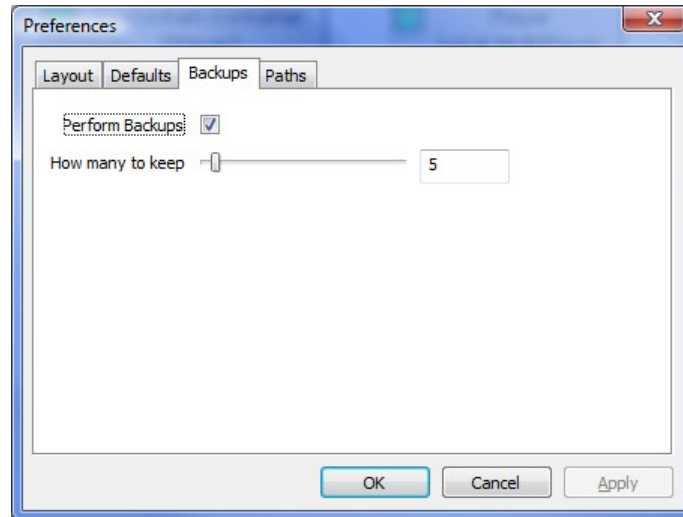 Preferences
Layout Defaults Backups Paths
Perform Backups
How many to keep 5
OK Cancel Apply